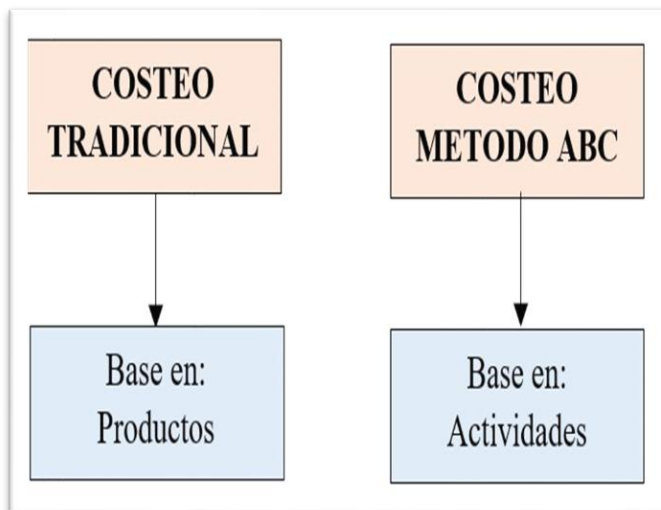 COSTEO
TRADICIONAL
COSTEO
METODO ABC
Base en:
Productos
Base en:
Actividades